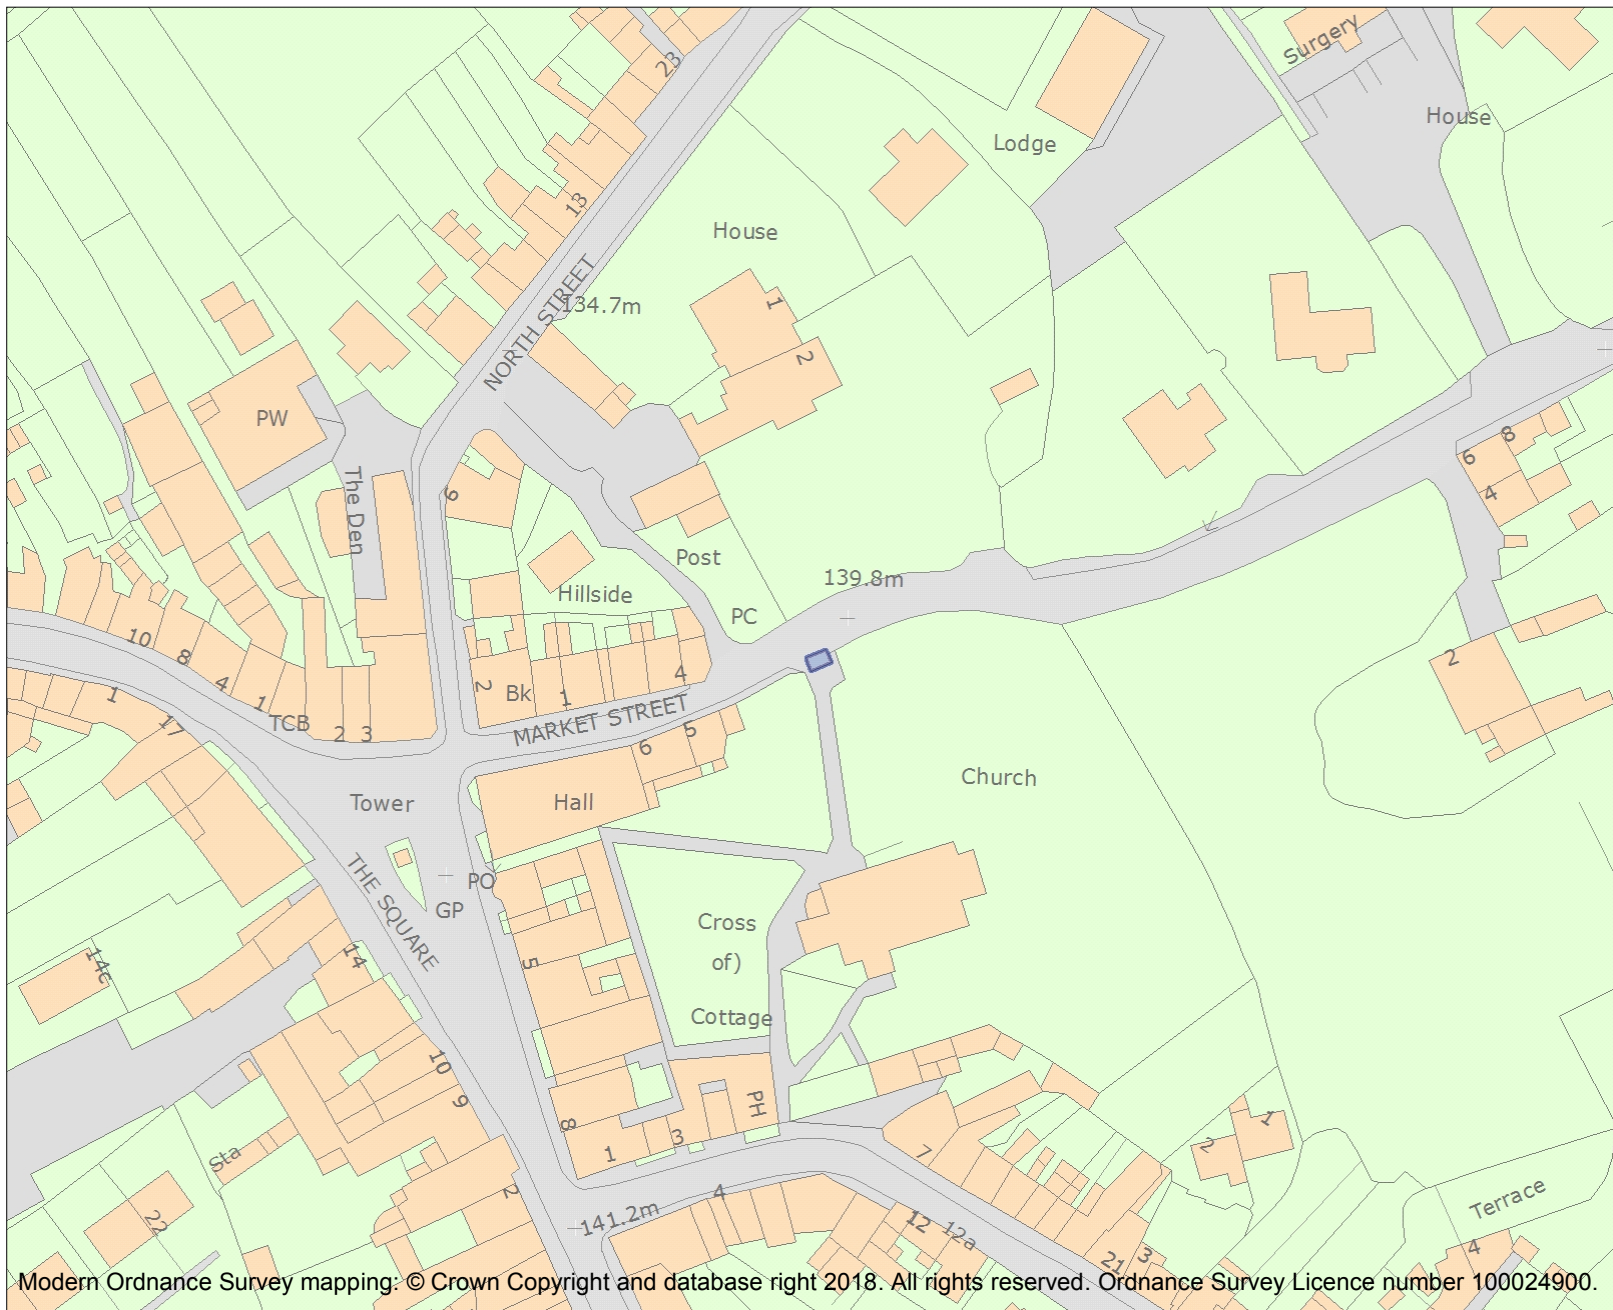 Surgery
23
House
Lodge
13
House
NORTH STREET
134.7m
1
2
PW
8
6
4
The Den
9
Post
139.8m
Hillside
PC
10
8
4
1
TCB
2
3
2
Bk
1
4
MARKET STREET
6
5
1
17
2
Tower
Hall
Church
THE SQUARE
PO
GP
Cross
of)
Cottage
5
14
14c
10
9
8
1
3
PH
7
1
2
Sta
22
2
141.2m
4
12
12a
21
3
4
Terrace
Modern Ordnance Survey mapping: © Crown Copyright and database right 2018. All rights reserved. Ordnance Survey Licence number 100024900.